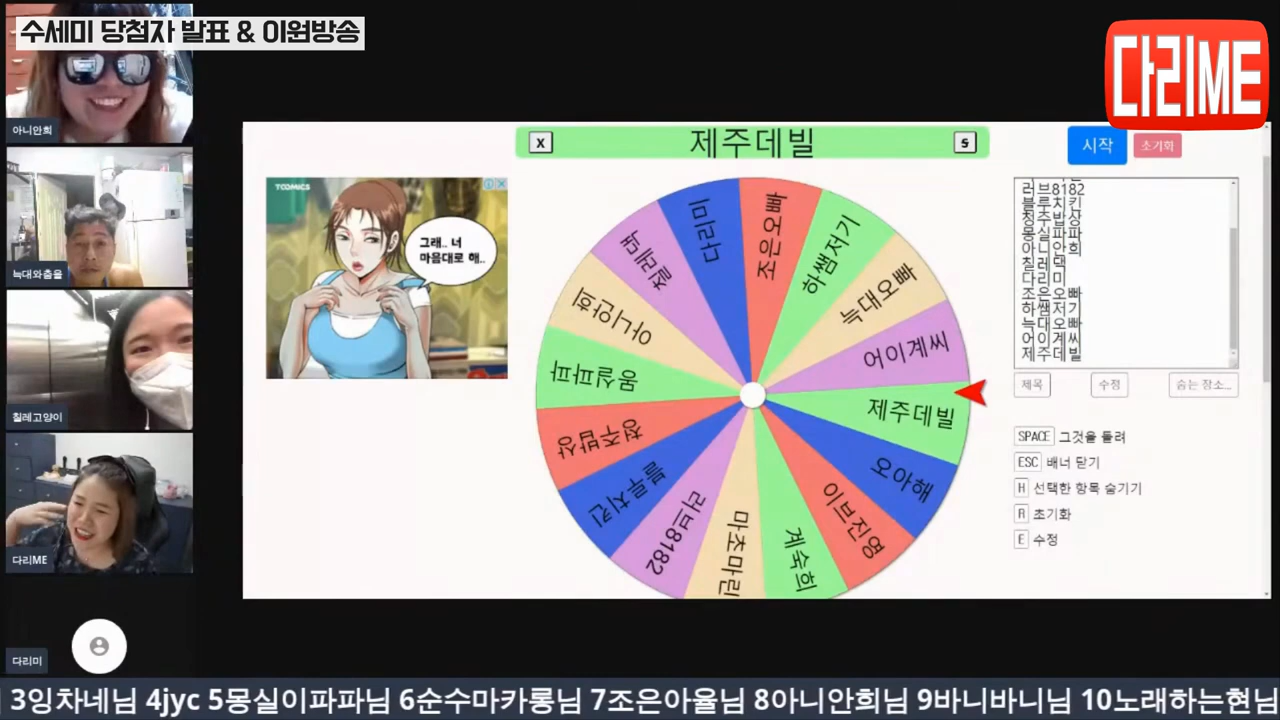 수세미 당첨자 발표 & 이원방송
다리ME
아니안희
늑대와춤을
칠레고양이
다리ME
다리미
X
제주데빌
S
시작
초기화
TOOMICS
그래.. 너
마음대로 해..
다리미
조은오빠
하쌤저기
늑대오빠
어이계씨
제주데빌
오아해
이브진영
계숙희
마초마린
러브8182
블루치킨
청주밥상
몽실파파
아니안희
칠레댁
러브8182
블루치킨
청주밥상
몽실파파
아니안희
칠레댁
다리미
조은오빠
하쌤저기
늑대오빠
어이계씨
제주데빌
제목
수정
숨는 장소...
SPACE 그것을 돌려
ESC 배너 닫기
H 선택한 항목 숨기기
R 초기화
E 수정
3잉차네님 4jyc 5몽실이파파님 6순수마카롱님 7조은아율님 8아니안희님 9바니바니님 10노래하는현님